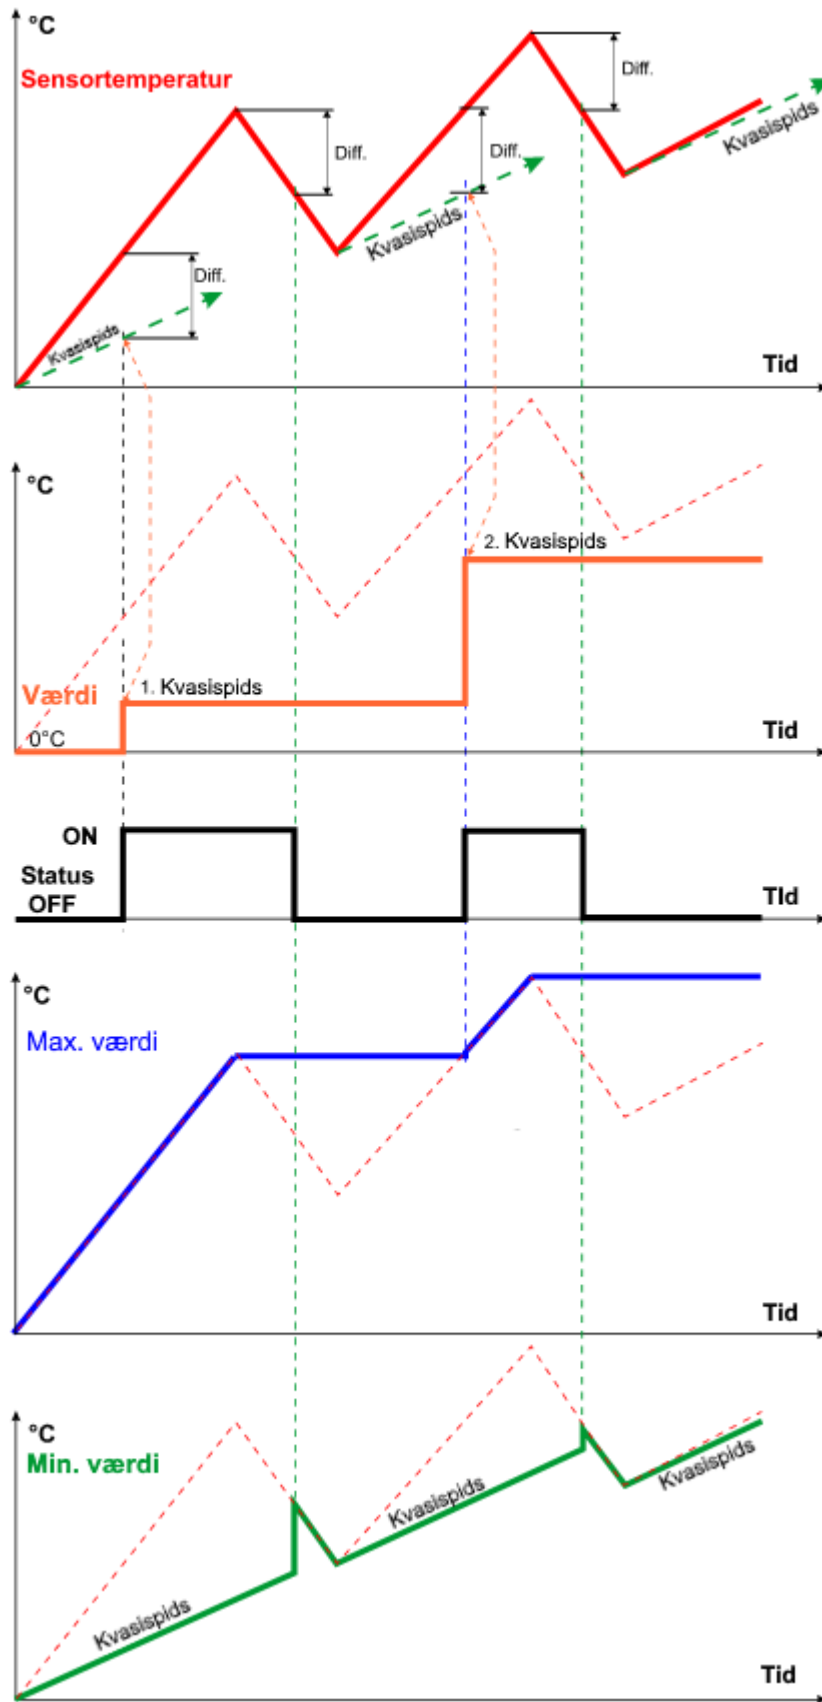 °C
Sensortemperatur
Diff.
Diff.
Diff.
Diff.
Kvasispids
Kvasispids
Kvasispids
Tid
°C
2. Kvasispids
1. Kvasispids
Værdi
0°C
Tid
ON
Status
OFF
TId
°C
Max. værdi
Tid
°C
Min. værdi
Kvasispids
Kvasispids
Kvasispids
Tid